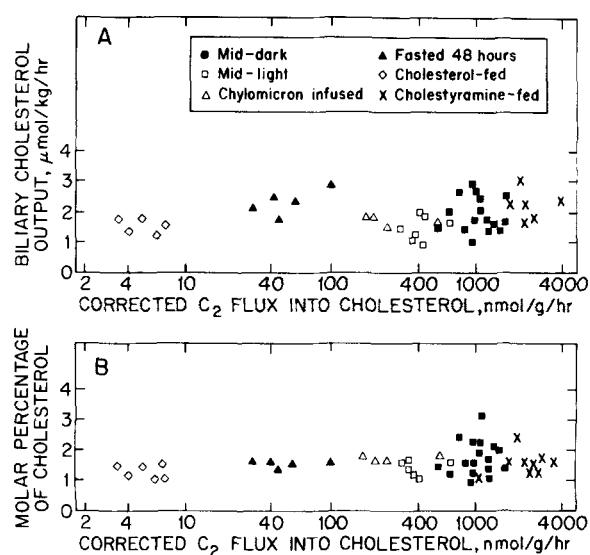 A
■ Mid-dark
□ Mid-light
△ Chylomicron infused
▲ Fasted 48 hours
◇ Cholesterol-fed
x Cholestyramine-fed
BILIARY CHOLESTEROL
OUTPUT, μmol/kg/hr
4
3
2
1
0
2 4 10 40 100 400 1000 4000
CORRECTED C₂ FLUX INTO CHOLESTEROL, nmol/g/hr
B
MOLAR PERCENTAGE
OF CHOLESTEROL
5
4
3
2
1
0
2 4 10 40 100 400 1000 4000
CORRECTED C₂ FLUX INTO CHOLESTEROL, nmol/g/hr